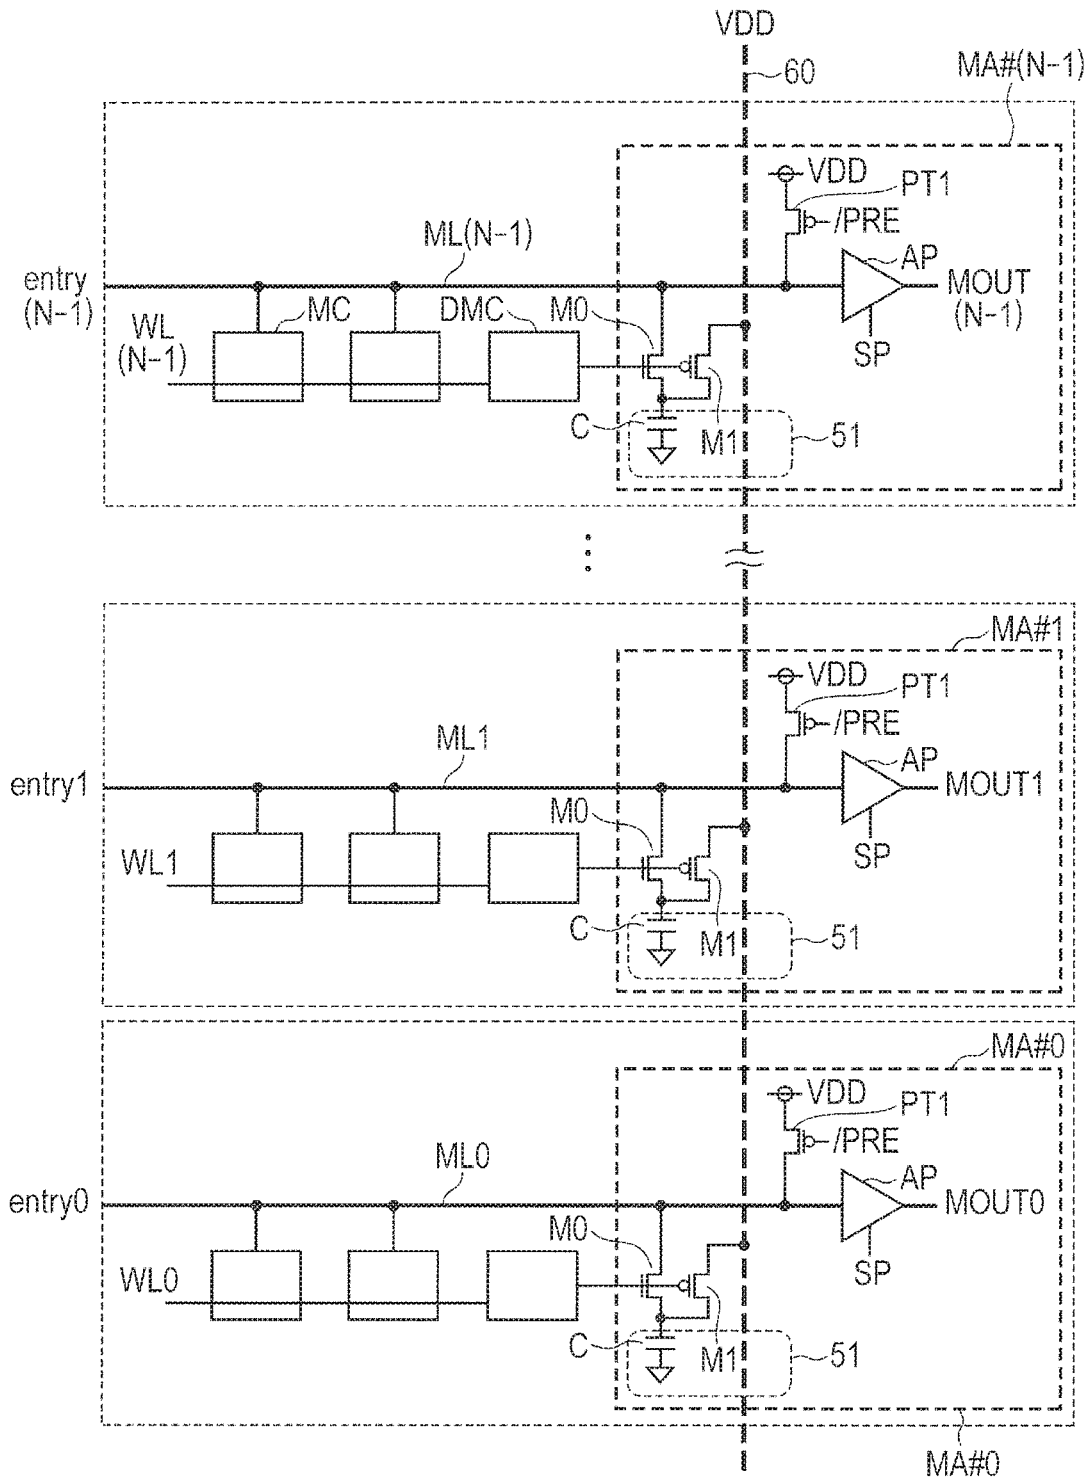 VDD
60
MA#(N-1)
VDD
PT1
/PRE
ML(N-1)
AP
entry
(N-1)
MOUT
(N-1)
WL
(N-1)
MC
DMC
M0
SP
C
M1
51
MA#1
VDD
PT1
/PRE
ML1
AP
entry1
MOUT1
M0
WL1
SP
C
M1
51
MA#0
VDD
PT1
/PRE
ML0
AP
entry0
MOUT0
M0
WL0
SP
C
M1
51
MA#0